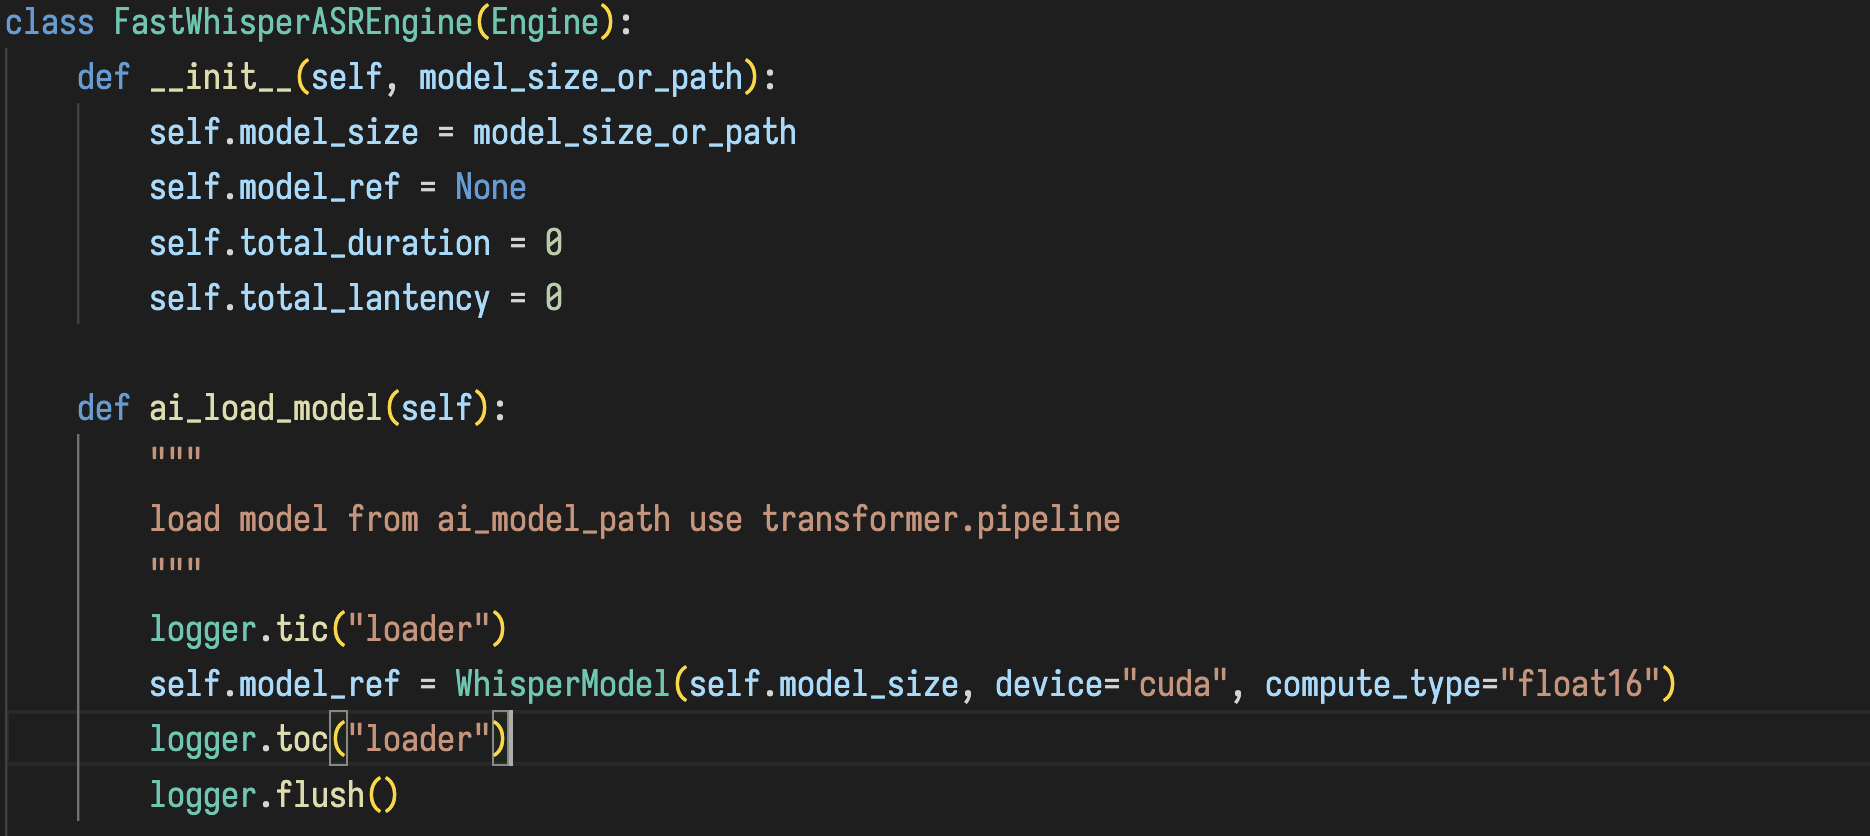 class FastWhisperASREngine(Engine):
    def __init__(self, model_size_or_path):
        self.model_size = model_size_or_path
        self.model_ref = None
        self.total_duration = 0
        self.total_lantency = 0

    def ai_load_model(self):
        """
        load model from ai_model_path use transformer.pipeline
        """
        logger.tic("loader")
        self.model_ref = WhisperModel(self.model_size, device="cuda", compute_type="float16")
        logger.toc("loader")
        logger.flush()